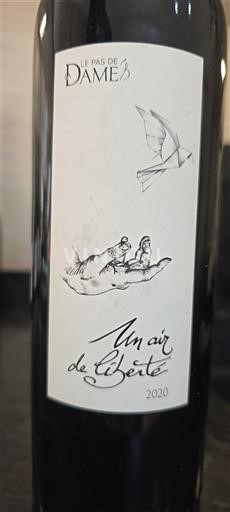 LE PAS DE
DAMES
Un air
de liberté
2020